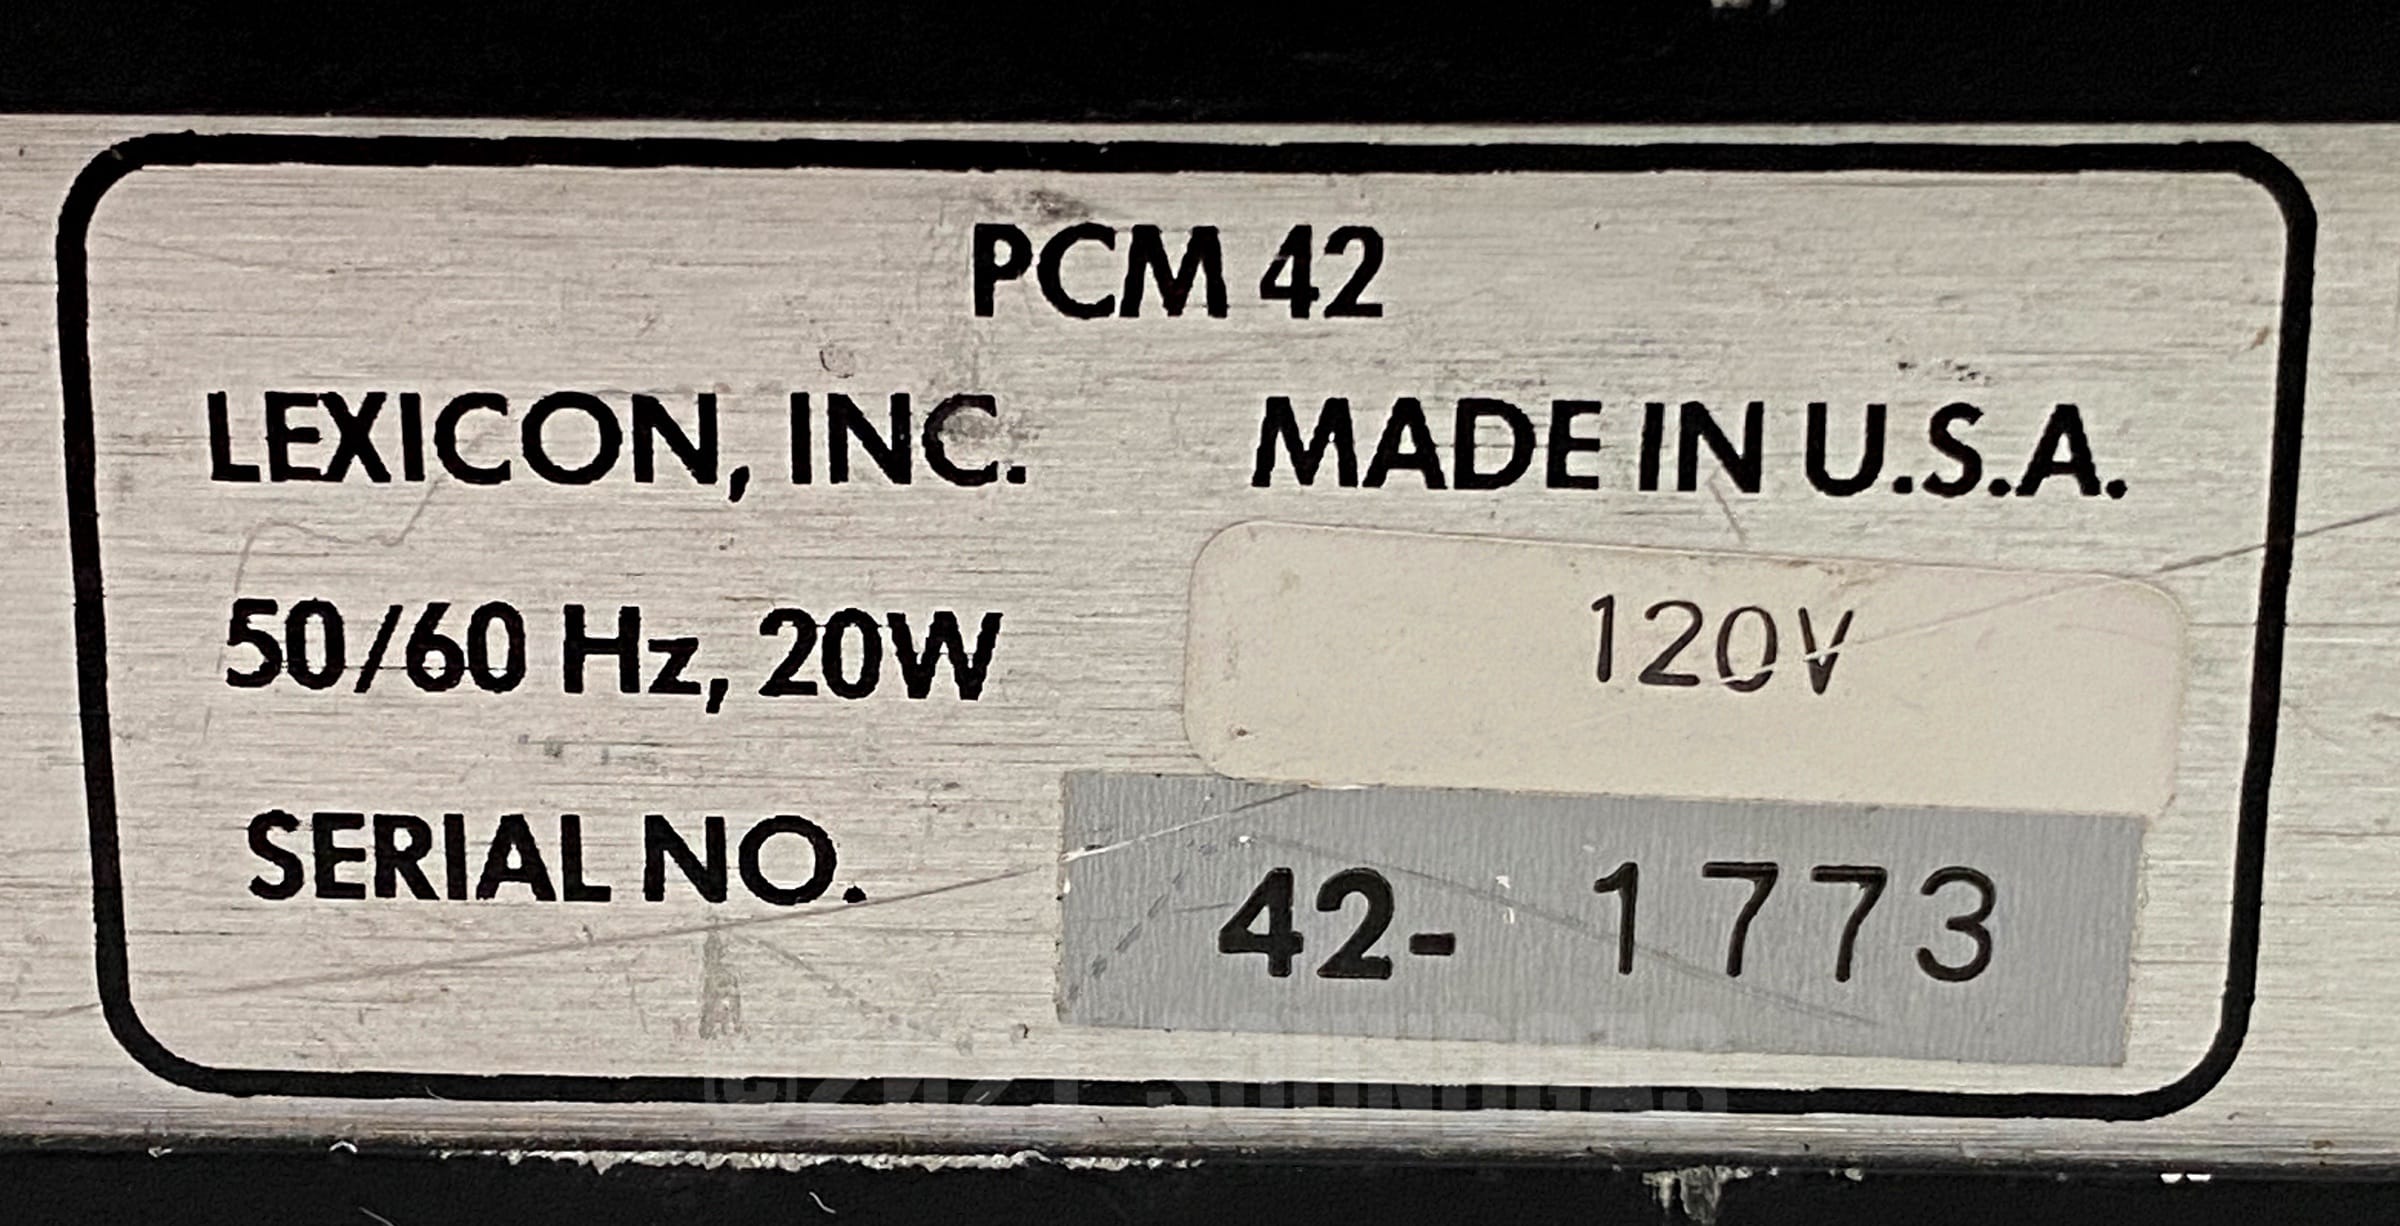 PCM 42
LEXICON, INC. MADE IN U.S.A.
50/60 Hz, 20W 120V
SERIAL NO. 42- 1773